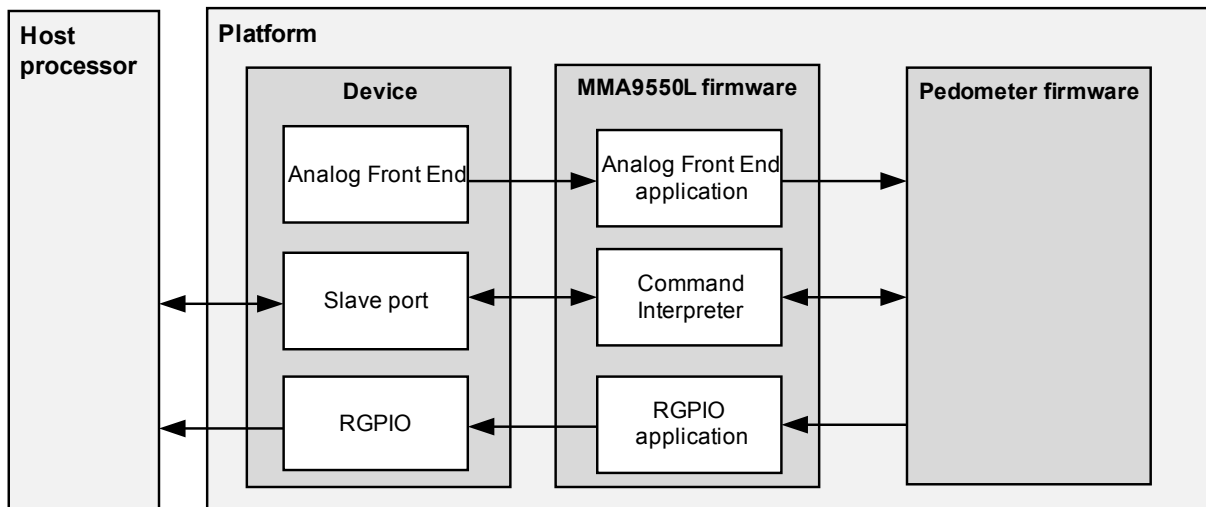 Host
processor
Platform
Device
MMA9550L firmware
Pedometer firmware
Analog Front End
Analog Front End
application
Slave port
Command
Interpreter
RGPIO
RGPIO
application